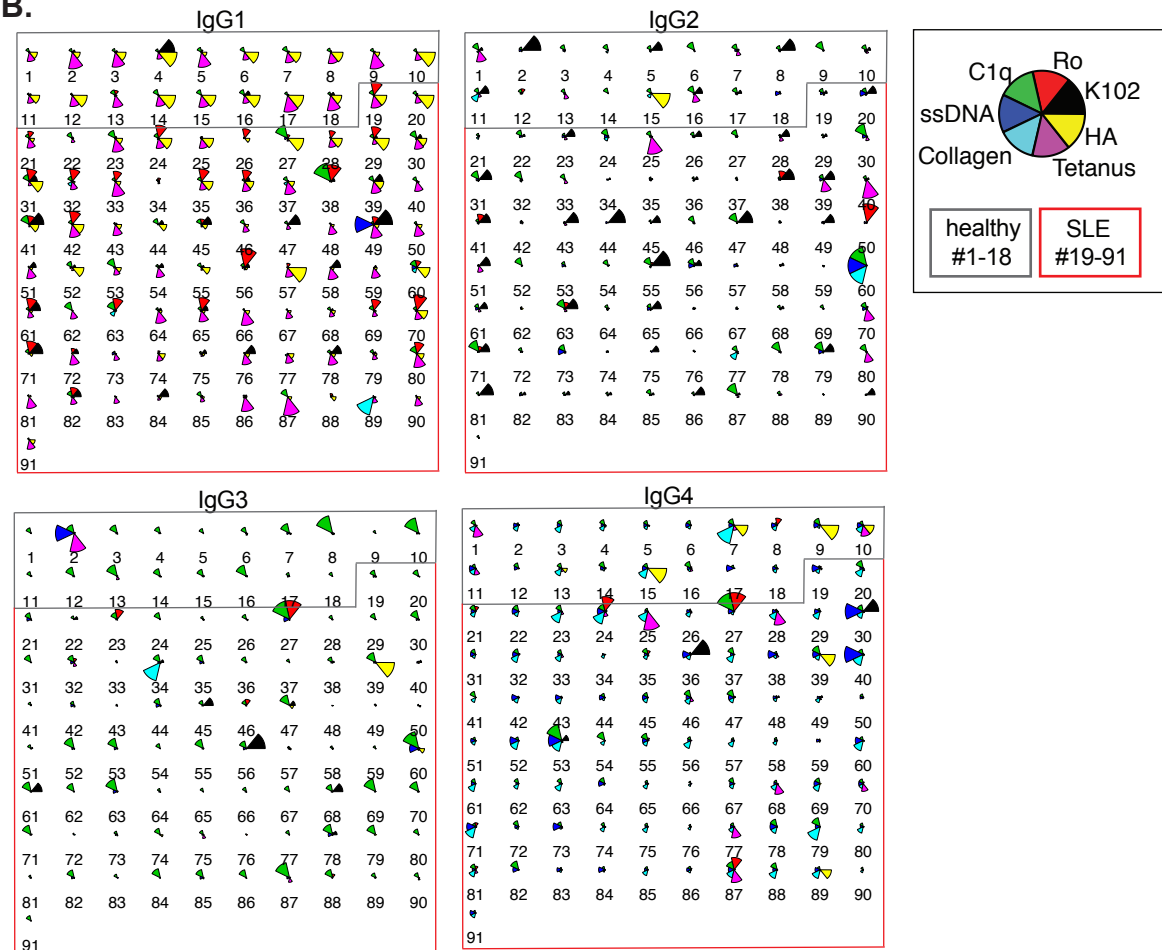 B.
IgG1
1 2 3 4 5 6 7 8 9 10
11 12 13 14 15 16 17 18 19 20
21 22 23 24 25 26 27 28 29 30
31 32 33 34 35 36 37 38 39 40
41 42 43 44 45 46 47 48 49 50
51 52 53 54 55 56 57 58 59 60
61 62 63 64 65 66 67 68 69 70
71 72 73 74 75 76 77 78 79 80
81 82 83 84 85 86 87 88 89 90
91
IgG2
1 2 3 4 5 6 7 8 9 10
11 12 13 14 15 16 17 18 19 20
21 22 23 24 25 26 27 28 29 30
31 32 33 34 35 36 37 38 39 40
41 42 43 44 45 46 47 48 49 50
51 52 53 54 55 56 57 58 59 60
61 62 63 64 65 66 67 68 69 70
71 72 73 74 75 76 77 78 79 80
81 82 83 84 85 86 87 88 89 90
91
C1q Ro
K102
ssDNA
HA
Collagen
Tetanus
healthy
#1-18
SLE
#19-91
IgG3
1 2 3 4 5 6 7 8 9 10
11 12 13 14 15 16 17 18 19 20
21 22 23 24 25 26 27 28 29 30
31 32 33 34 35 36 37 38 39 40
41 42 43 44 45 46 47 48 49 50
51 52 53 54 55 56 57 58 59 60
61 62 63 64 65 66 67 68 69 70
71 72 73 74 75 76 77 78 79 80
81 82 83 84 85 86 87 88 89 90
91
IgG4
1 2 3 4 5 6 7 8 9 10
11 12 13 14 15 16 17 18 19 20
21 22 23 24 25 26 27 28 29 30
31 32 33 34 35 36 37 38 39 40
41 42 43 44 45 46 47 48 49 50
51 52 53 54 55 56 57 58 59 60
61 62 63 64 65 66 67 68 69 70
71 72 73 74 75 76 77 78 79 80
81 82 83 84 85 86 87 88 89 90
91